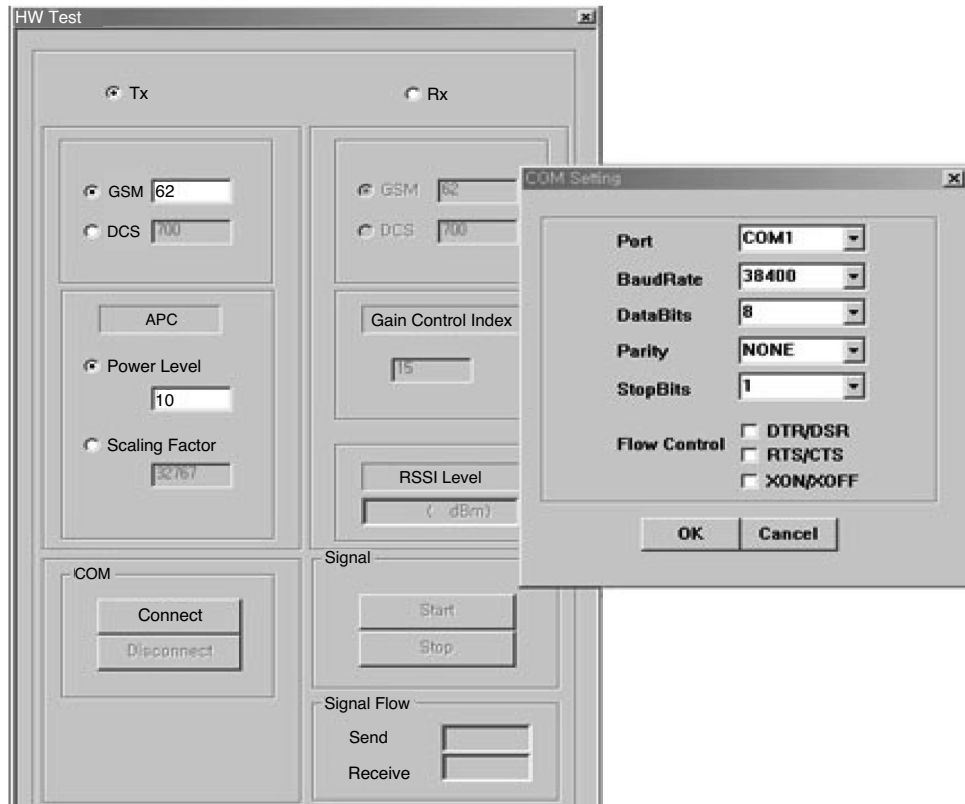 HW Test
Tx
Rx
GSM 62
DCS 700
GSM 62
DCS 700
APC
Power Level
10
Scaling Factor
32767
Gain Control Index
15
RSSI Level
( dBm)
COM
Connect
Disconnect
Signal
Start
Stop
Signal Flow
Send
Receive
COM Setting
Port COM1
BaudRate 38400
DataBits 8
Parity NONE
StopBits 1
Flow Control
DTR/DSR
RTS/CTS
XON/XOFF
OK Cancel